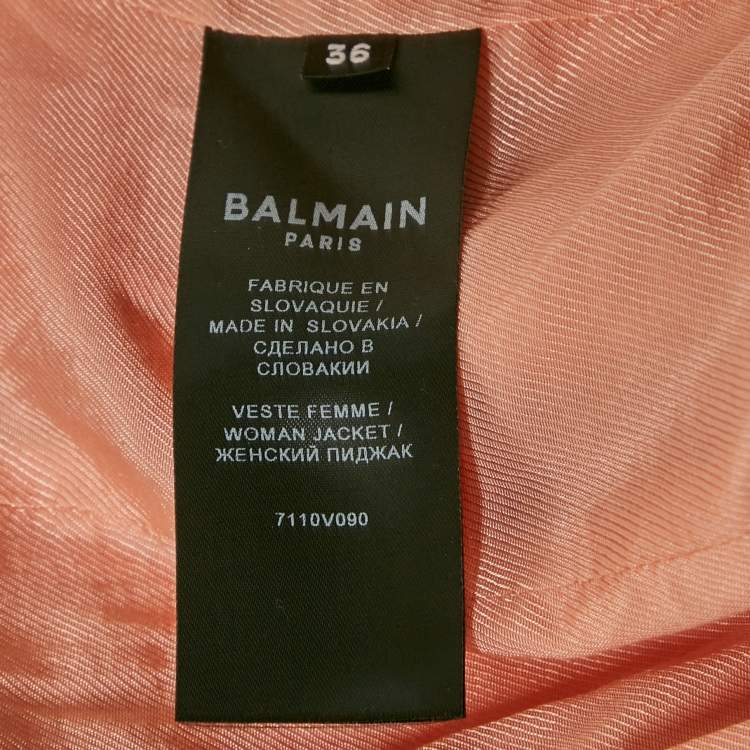 36
BALMAIN
PARIS
FABRIQUE EN
SLOVAQUIE /
MADE IN SLOVAKIA /
СДЕЛАНО В
СЛОВАКИИ
VESTE FEMME /
WOMAN JACKET /
ЖЕНСКИЙ ПИДЖАК
7110V090